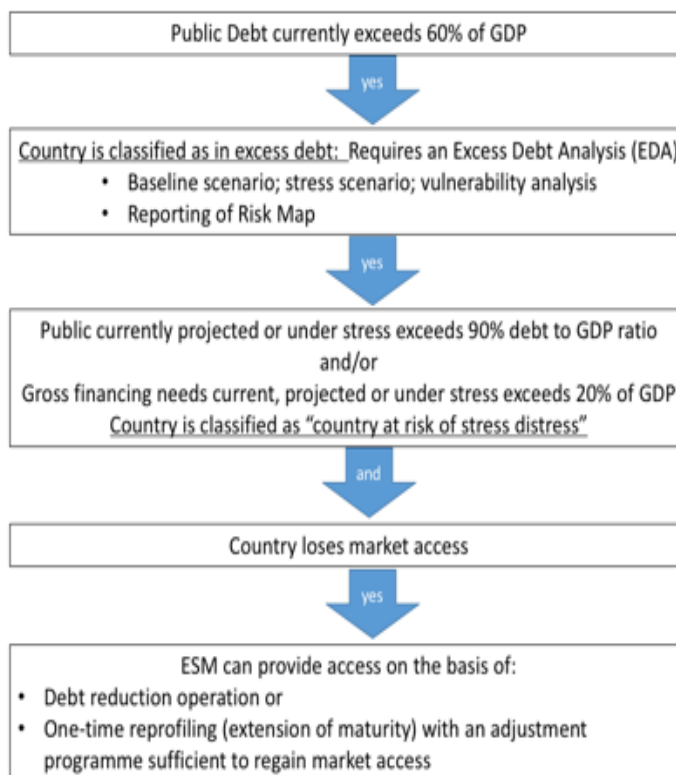 Public Debt currently exceeds 60% of GDP
yes
Country is classified as in excess debt: Requires an Excess Debt Analysis (EDA)
• Baseline scenario; stress scenario; vulnerability analysis
• Reporting of Risk Map
yes
Public currently projected or under stress exceeds 90% debt to GDP ratio
and/or
Gross financing needs current, projected or under stress exceeds 20% of GDP
Country is classified as “country at risk of stress distress”
and
Country loses market access
yes
ESM can provide access on the basis of:
• Debt reduction operation or
• One-time reprofiling (extension of maturity) with an adjustment
programme sufficient to regain market access